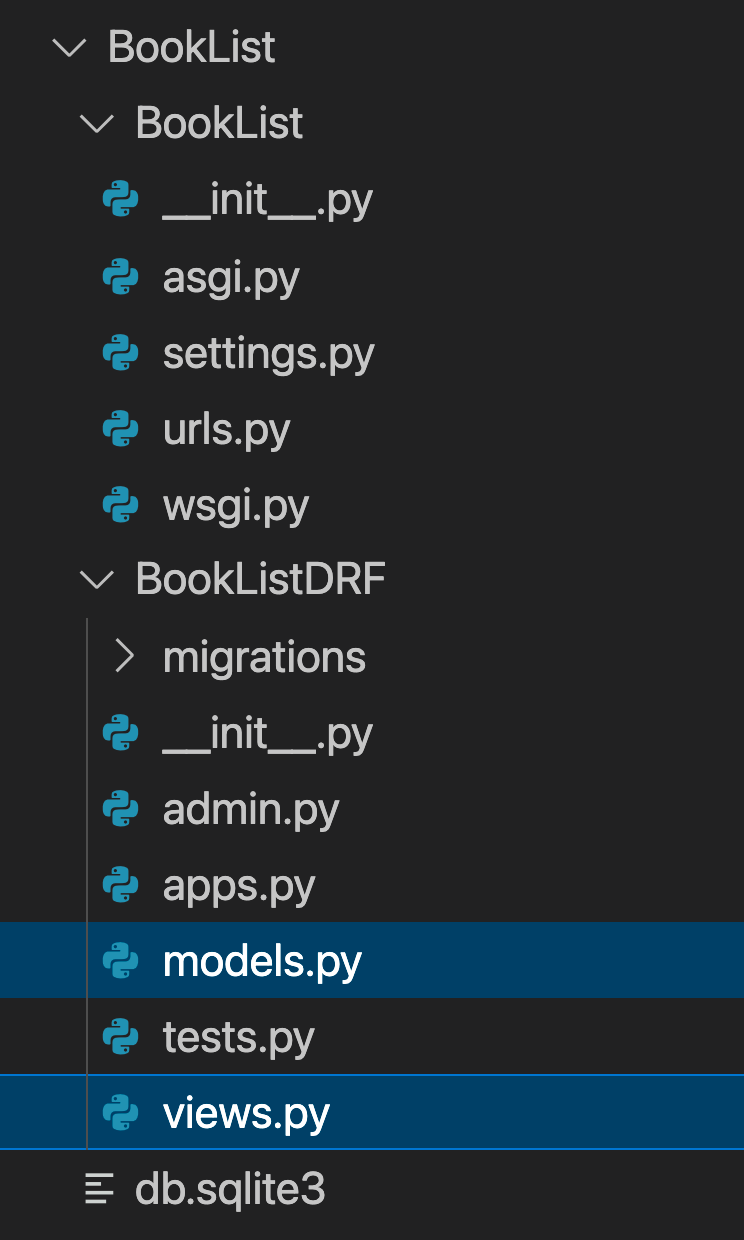 BookList
BookList
__init__.py
asgi.py
settings.py
urls.py
wsgi.py
BookListDRF
migrations
__init__.py
admin.py
apps.py
models.py
tests.py
views.py
db.sqlite3